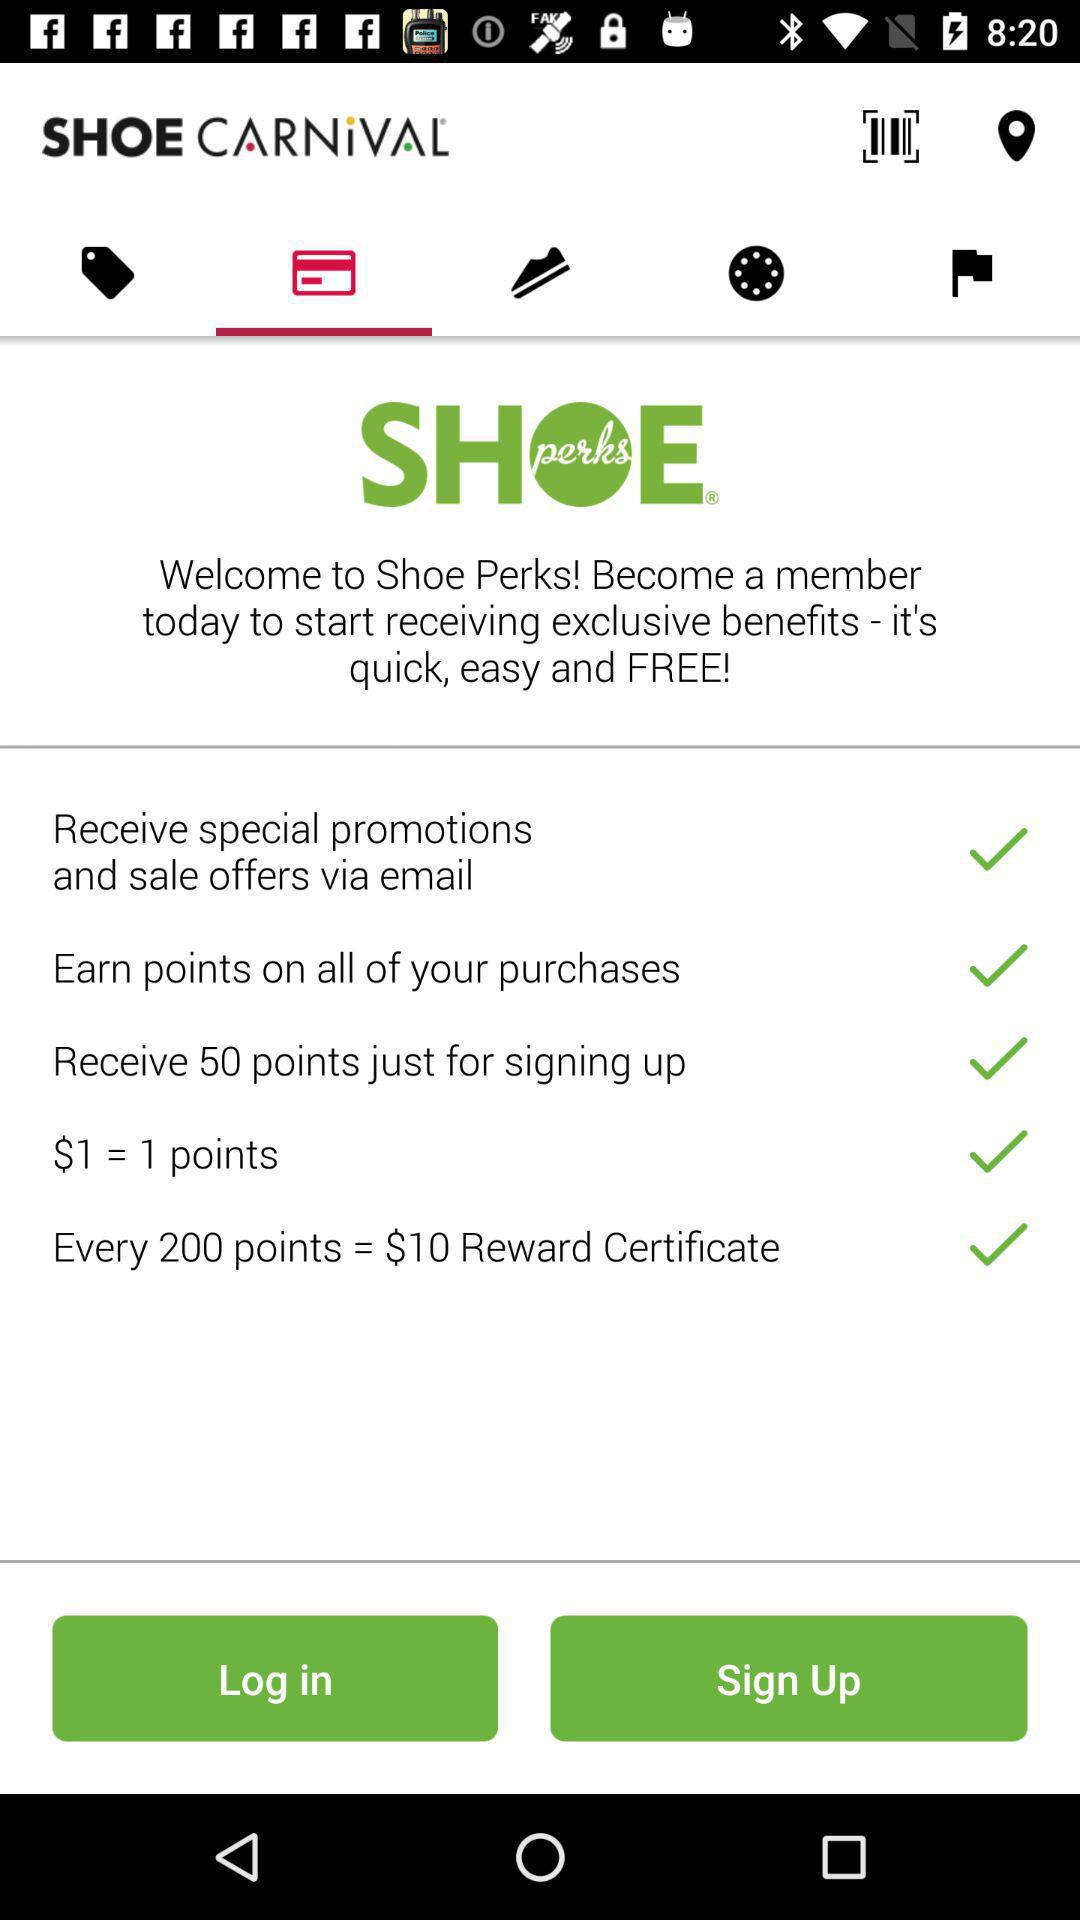 FAKE
8:20
SHOE CARNiVAL
SHOE perks®
Welcome to Shoe Perks! Become a member
today to start receiving exclusive benefits - it's
quick, easy and FREE!
Receive special promotions
and sale offers via email
Earn points on all of your purchases
Receive 50 points just for signing up
$1 = 1 points
Every 200 points = $10 Reward Certificate
Log in
Sign Up